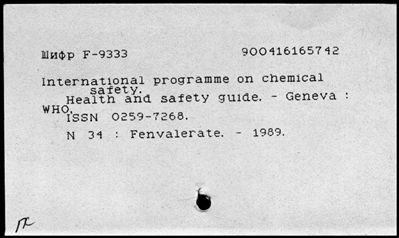 Шифр F-9333 900416165742
International programme on chemical
safety.
Health and safety guide. - Geneva :
WHO.
ISSN 0259-7268.
N 34 : Fenvalerate. - 1989.